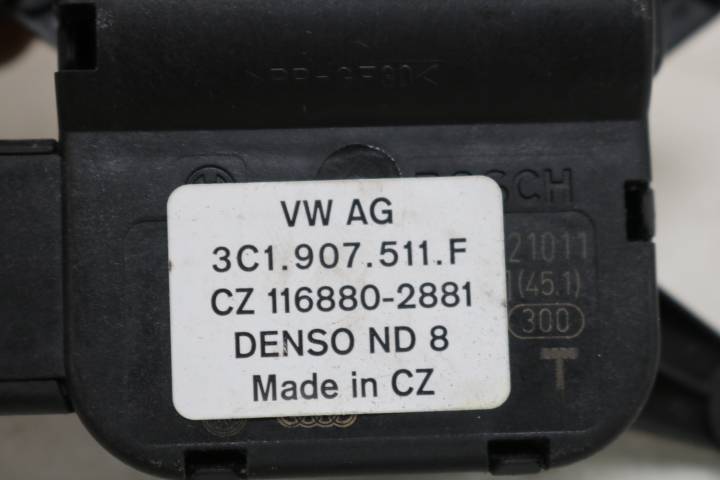 BOSCH
VW AG
3C1.907.511.F
CZ 116880-2881
DENSO ND 8
Made in CZ
21011
(45.1)
300
T